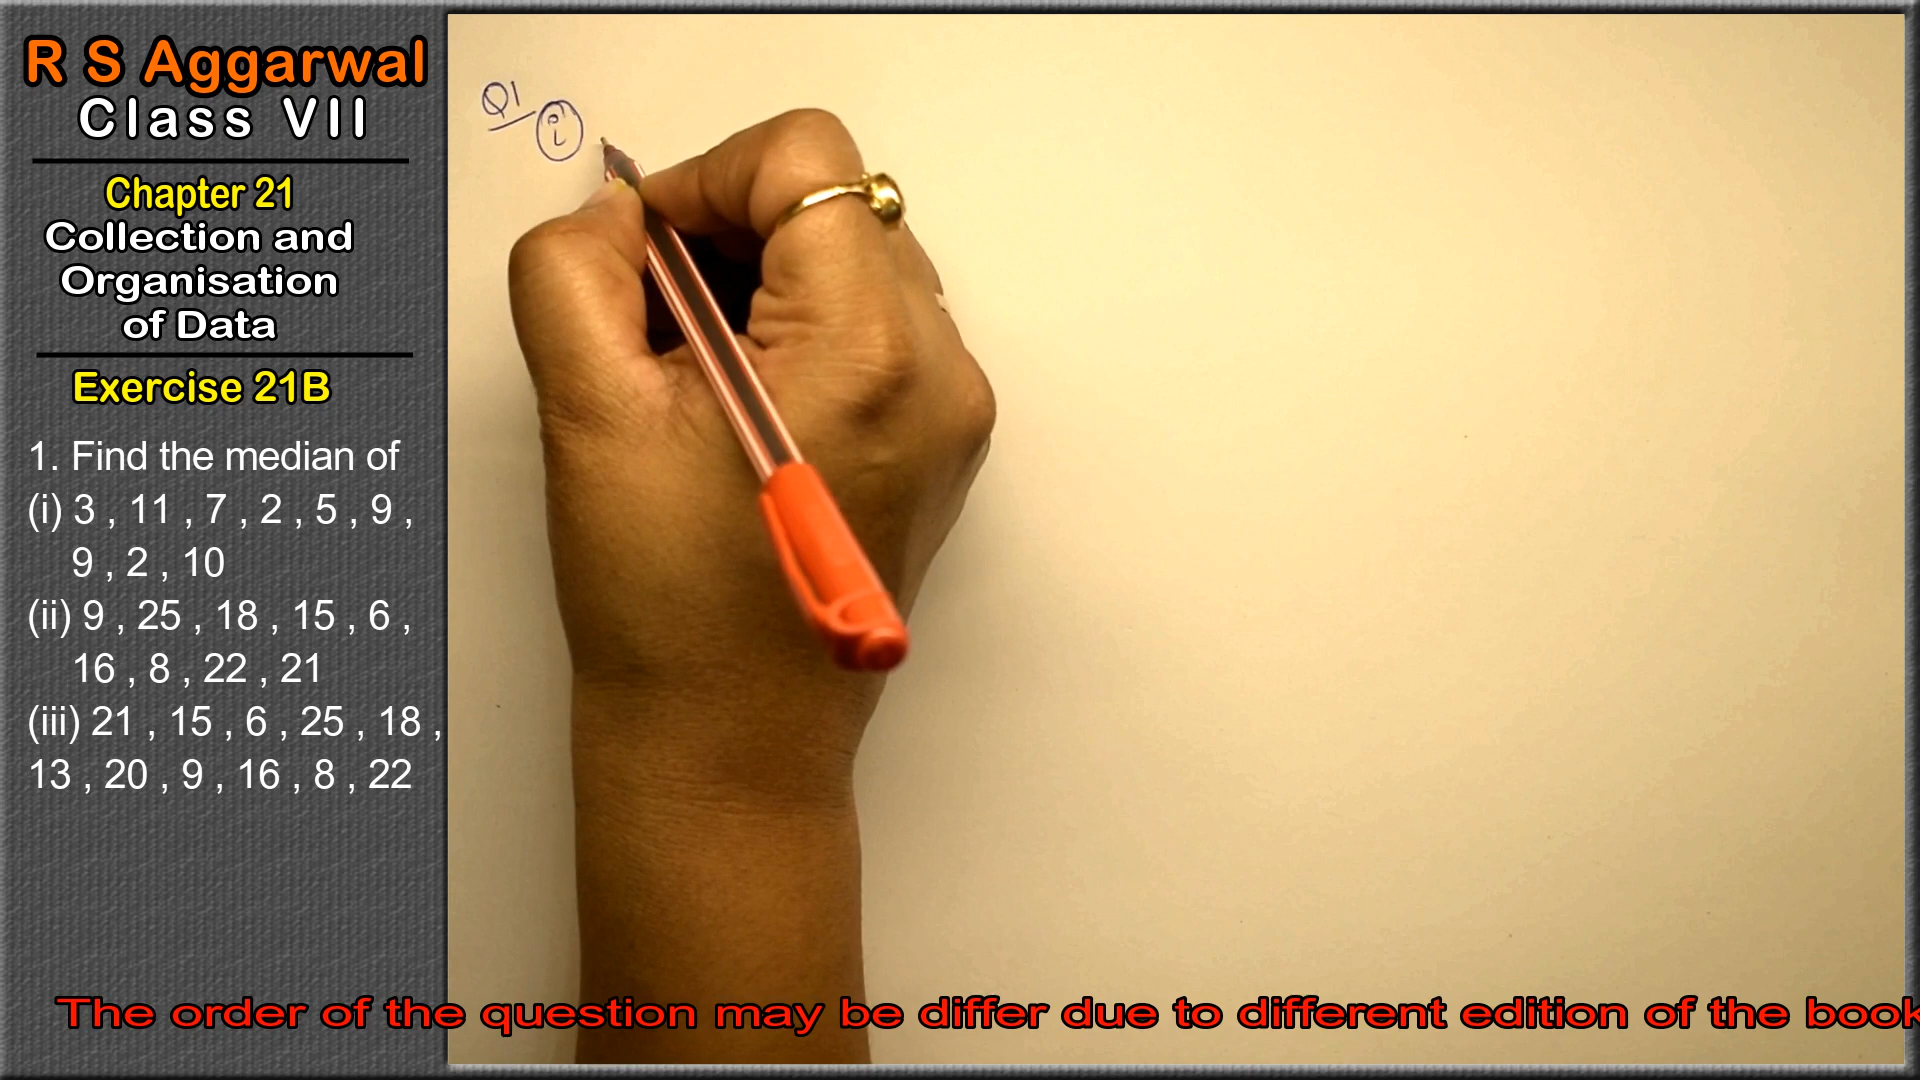 R S Aggarwal
Class VII
Chapter 21
Collection and
Organisation
of Data
Exercise 21B
1. Find the median of
(i) 3 , 11 , 7 , 2 , 5 , 9 ,
9 , 2 , 10
(ii) 9 , 25 , 18 , 15 , 6 ,
16 , 8 , 22 , 21
(iii) 21 , 15 , 6 , 25 , 18 ,
13 , 20 , 9 , 16 , 8 , 22
Q1
i
The order of the question may be differ due to different edition of the book